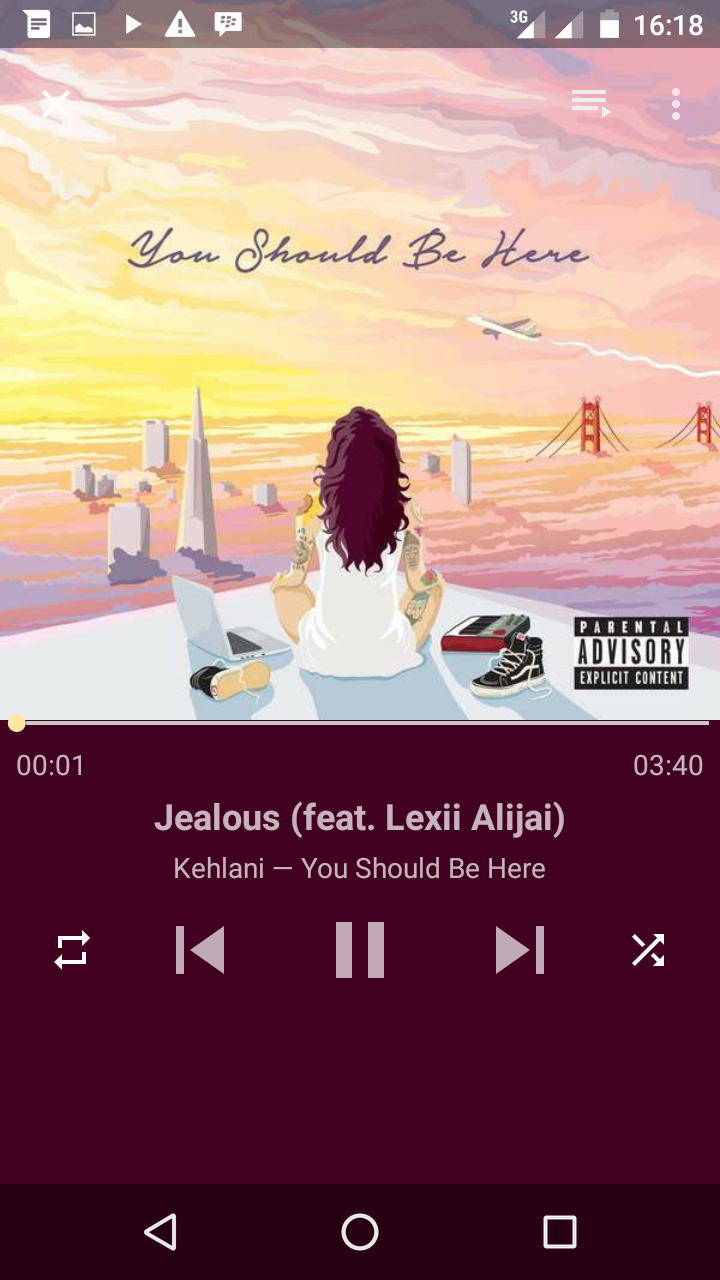 3G 16:18
You Should Be Here
PARENTAL
ADVISORY
EXPLICIT CONTENT
00:01 03:40
Jealous (feat. Lexii Alijai)
Kehlani — You Should Be Here